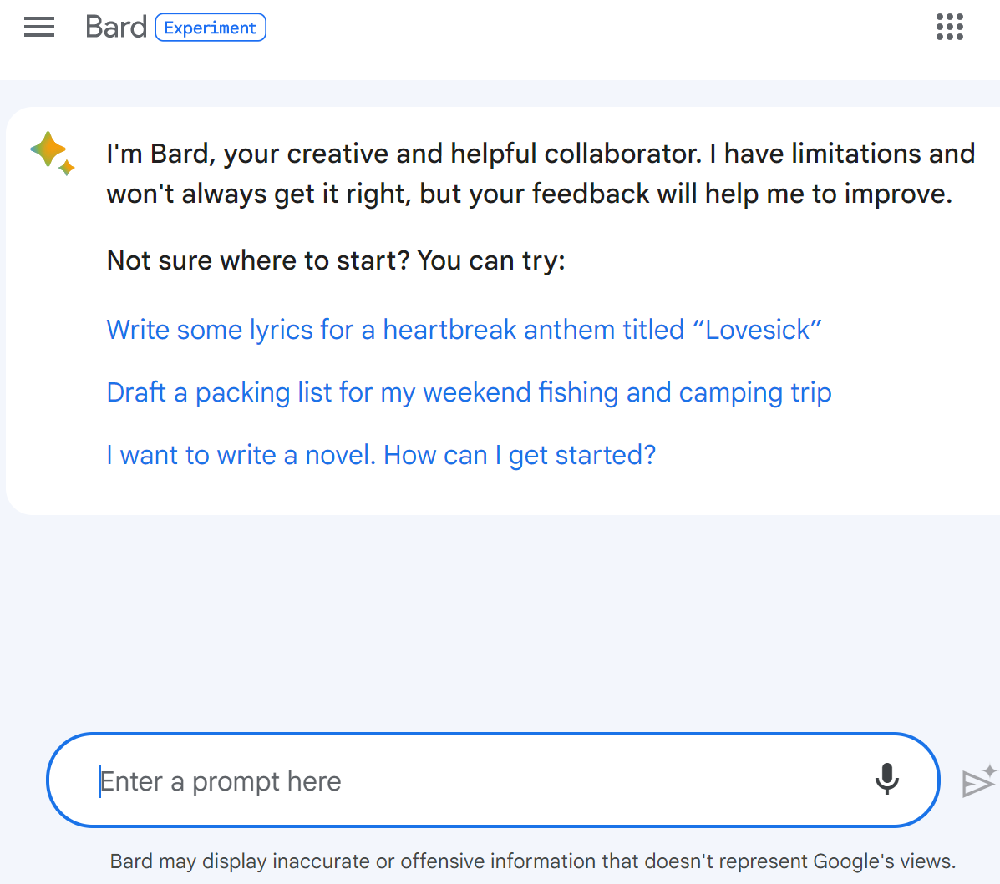 Bard Experiment
I'm Bard, your creative and helpful collaborator. I have limitations and
won't always get it right, but your feedback will help me to improve.
Not sure where to start? You can try:
Write some lyrics for a heartbreak anthem titled “Lovesick”
Draft a packing list for my weekend fishing and camping trip
I want to write a novel. How can I get started?
Enter a prompt here
Bard may display inaccurate or offensive information that doesn't represent Google's views.